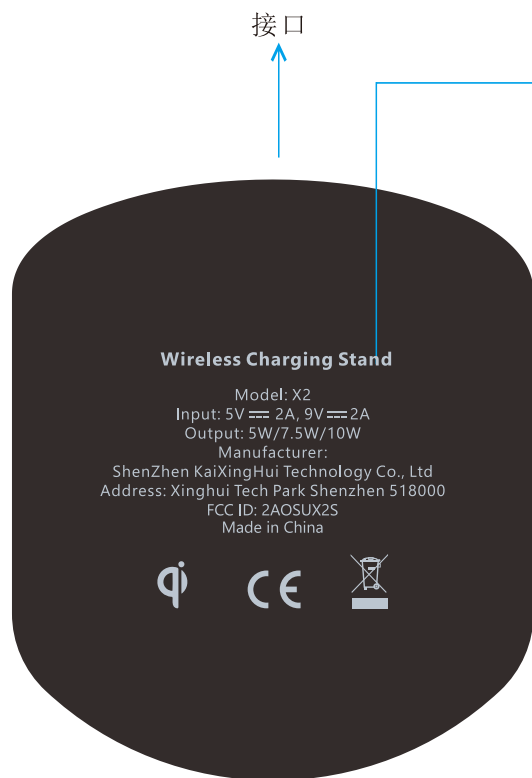 接口
Wireless Charging Stand
Model: X2
Input: 5V ⎓ 2A, 9V ⎓ 2A
Output: 5W/7.5W/10W
Manufacturer:
ShenZhen KaiXingHui Technology Co., Ltd
Address: Xinghui Tech Park Shenzhen 518000
FCC ID: 2AOSUX2S
Made in China
qi CE